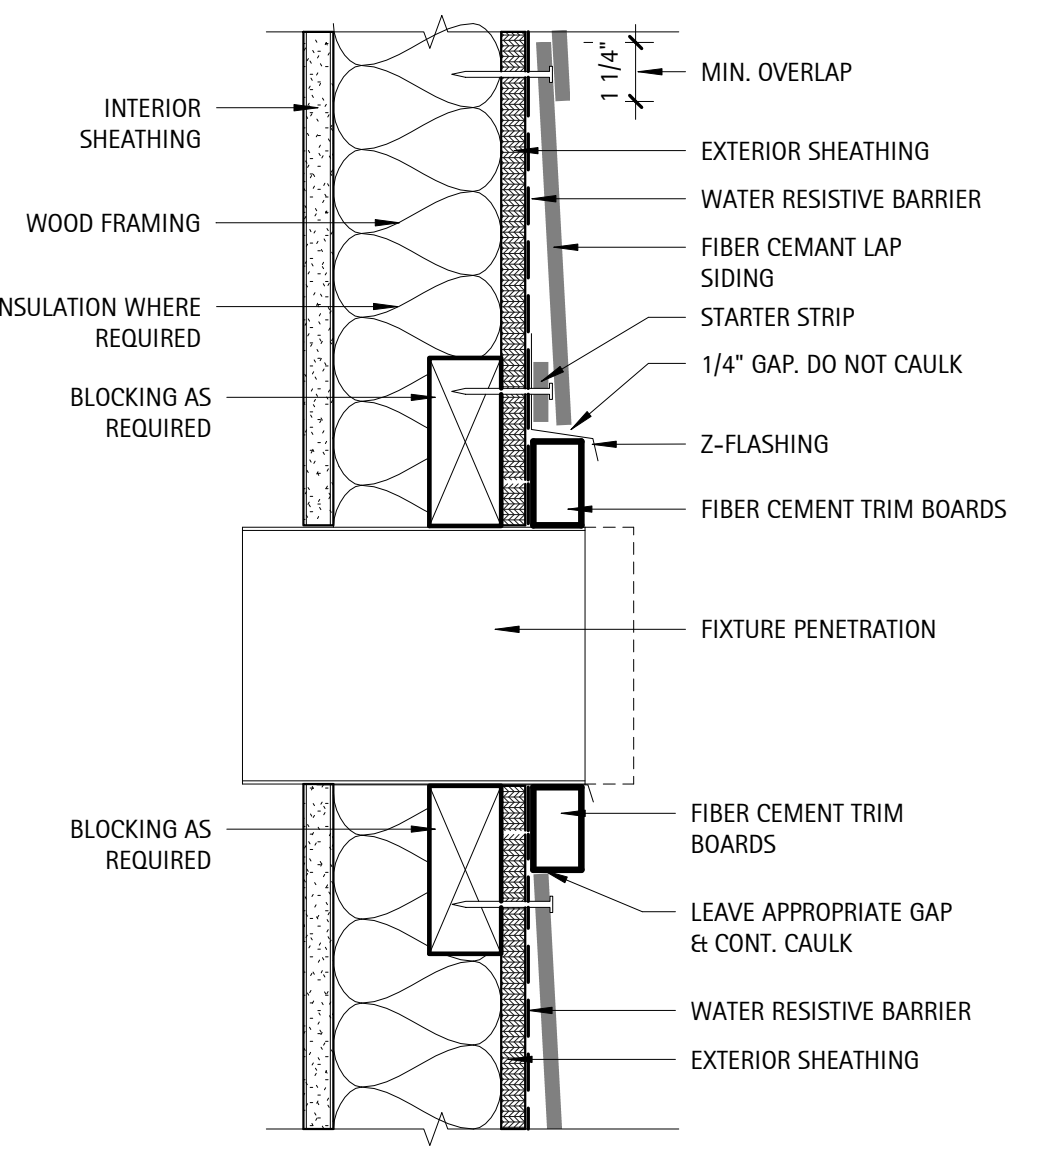 INTERIOR
SHEATHING
WOOD FRAMING
NSULATION WHERE
REQUIRED
BLOCKING AS
REQUIRED
BLOCKING AS
REQUIRED
1 1/4"
MIN. OVERLAP
EXTERIOR SHEATHING
WATER RESISTIVE BARRIER
FIBER CEMANT LAP
SIDING
STARTER STRIP
1/4" GAP. DO NOT CAULK
Z-FLASHING
FIBER CEMENT TRIM BOARDS
FIXTURE PENETRATION
FIBER CEMENT TRIM
BOARDS
LEAVE APPROPRIATE GAP
& CONT. CAULK
WATER RESISTIVE BARRIER
EXTERIOR SHEATHING